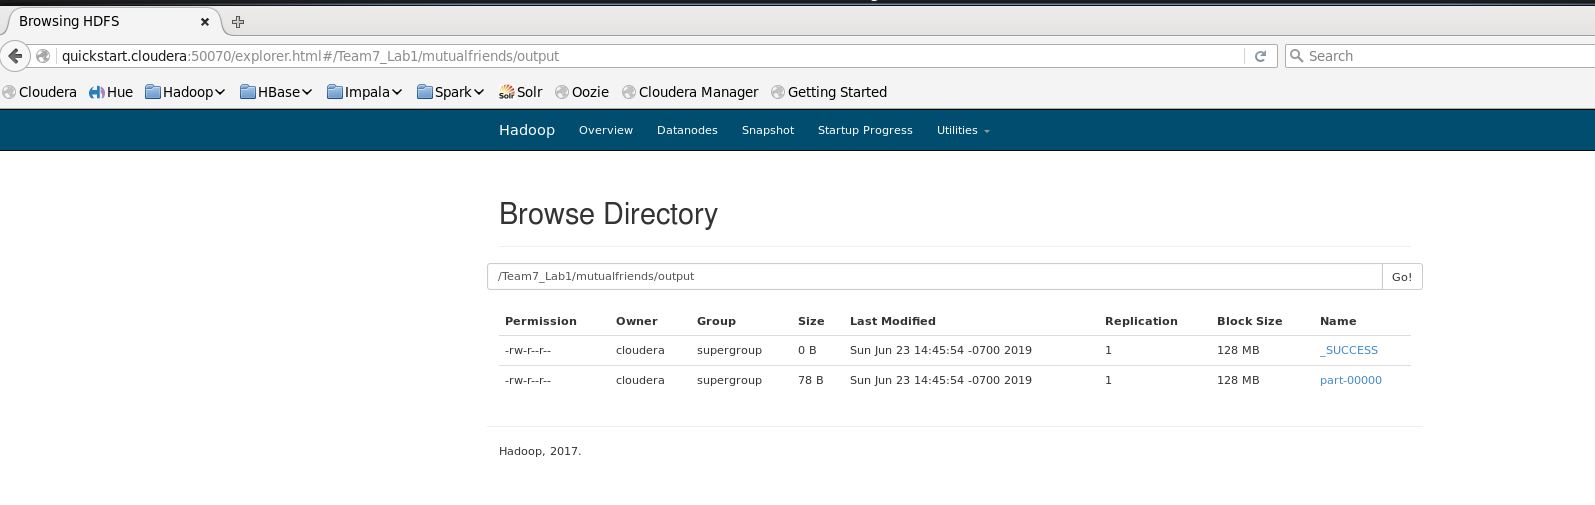 Browsing HDFS
quickstart.cloudera:50070/explorer.html#/Team7_Lab1/mutualfriends/output
Search
Cloudera Hue Hadoop HBase Impala Spark Solr Oozie Cloudera Manager Getting Started
Hadoop Overview Datanodes Snapshot Startup Progress Utilities
Browse Directory
/Team7_Lab1/mutualfriends/output Go!
Permission Owner Group Size Last Modified Replication Block Size Name
-rw-r--r-- cloudera supergroup 0 B Sun Jun 23 14:45:54 -0700 2019 1 128 MB _SUCCESS
-rw-r--r-- cloudera supergroup 78 B Sun Jun 23 14:45:54 -0700 2019 1 128 MB part-00000
Hadoop, 2017.